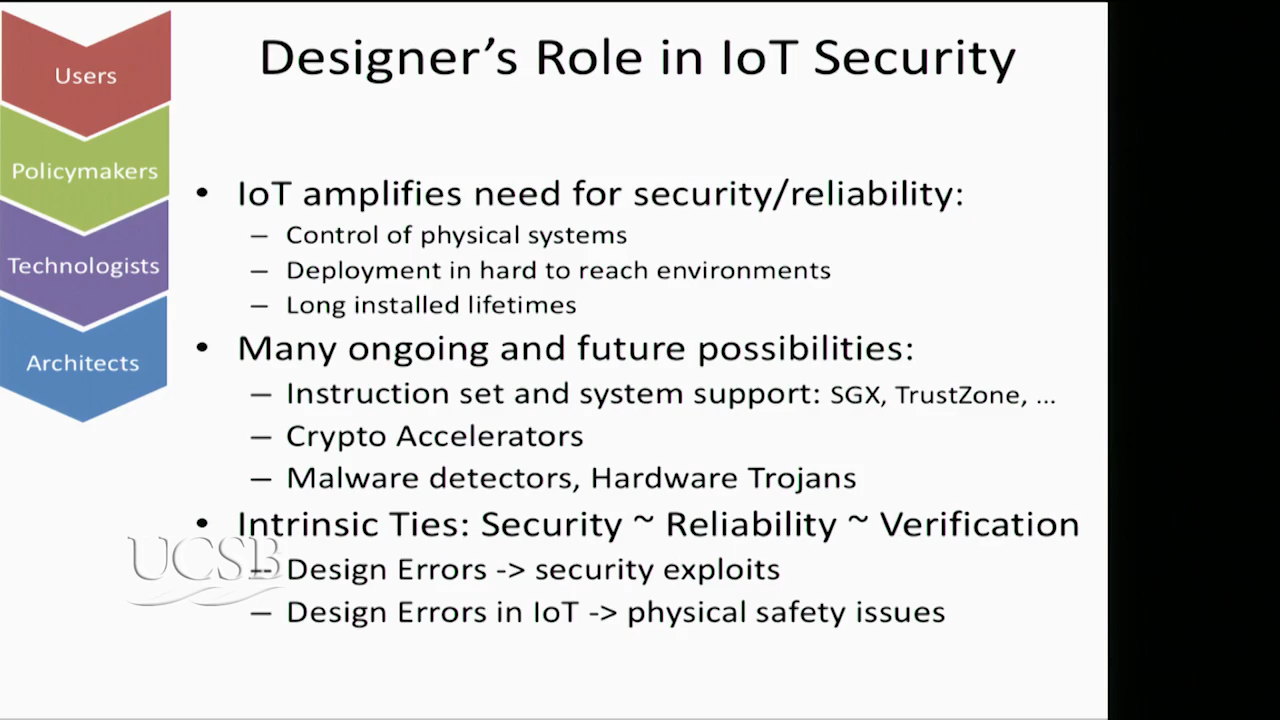 Designer’s Role in IoT Security
Users
Policymakers
Technologists
Architects
• IoT amplifies need for security/reliability:
– Control of physical systems
– Deployment in hard to reach environments
– Long installed lifetimes
• Many ongoing and future possibilities:
– Instruction set and system support: SGX, TrustZone, ...
– Crypto Accelerators
– Malware detectors, Hardware Trojans
• Intrinsic Ties: Security ~ Reliability ~ Verification
– Design Errors -> security exploits
– Design Errors in IoT -> physical safety issues
UCSB